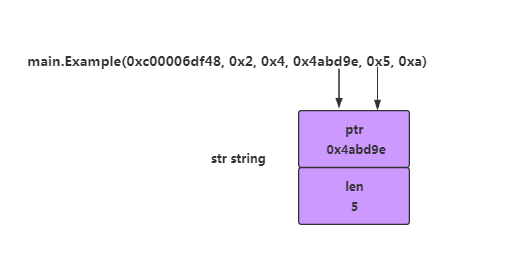 main.Example(0xc00006df48, 0x2, 0x4, 0x4abd9e, 0x5, 0xa)
ptr
0x4abd9e
str string
len
5